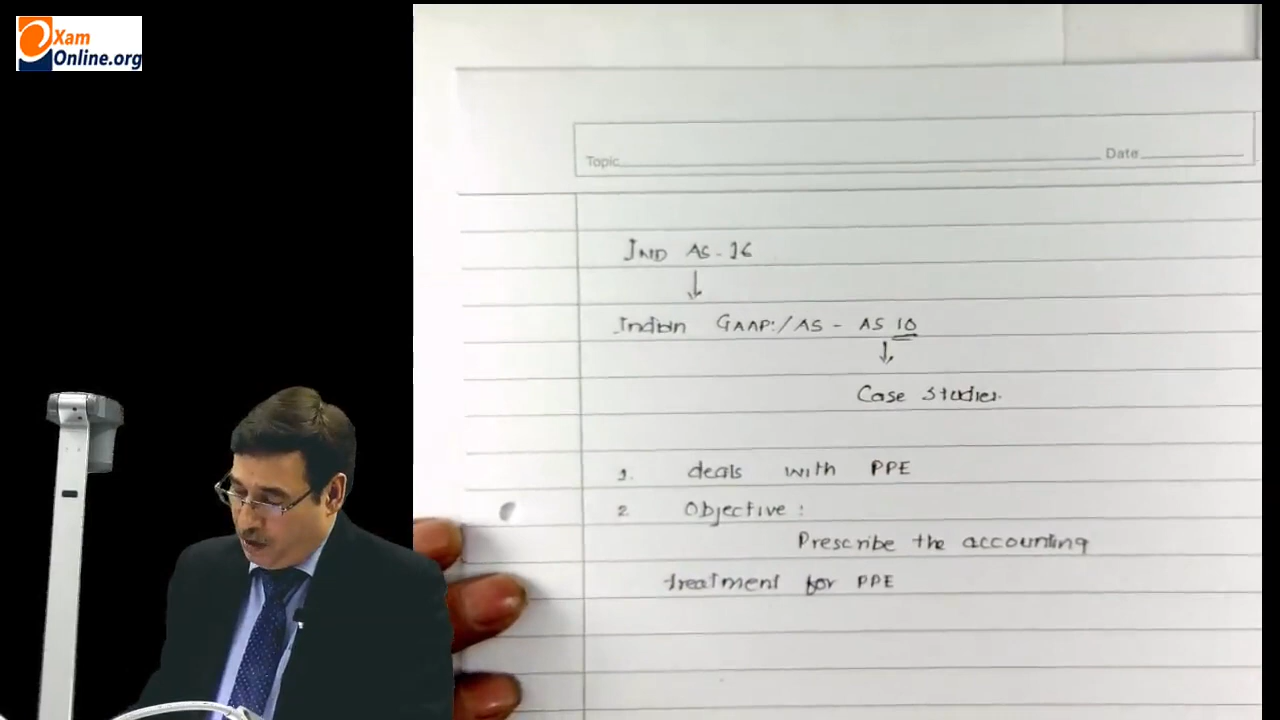 Xam
Online.org
Topic
Date
IND AS - 16
Indian GAAP:/AS - AS 10
Case Studies.
1. deals with PPE
2 Objective :
Prescribe the accounting
treatment for PPE